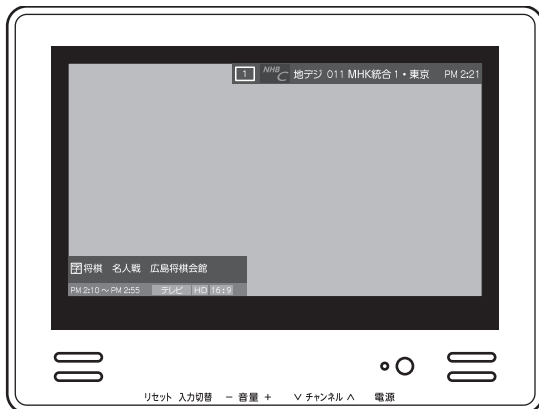 1 NHB C 地デジ 011 MHK統合1・東京 PM 2:21
字 将棋 名人戦 広島将棋会館
PM 2:10～PM 2:55 テレビ HD 16:9
リセット 入力切替 － 音量 ＋ ∨ チャンネル ∧ 電源